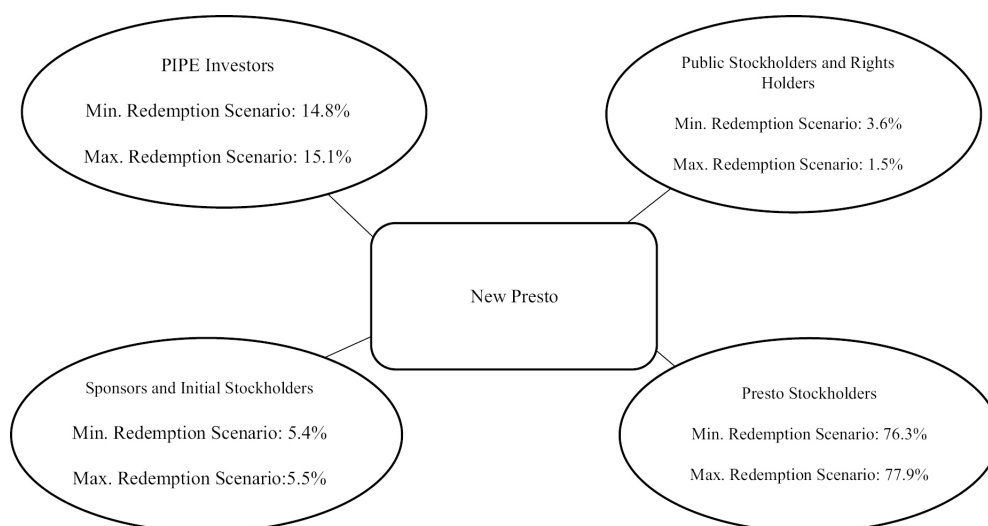 PIPE Investors
Min. Redemption Scenario: 14.8%
Max. Redemption Scenario: 15.1%
Public Stockholders and Rights
Holders
Min. Redemption Scenario: 3.6%
Max. Redemption Scenario: 1.5%
New Presto
Sponsors and Initial Stockholders
Min. Redemption Scenario: 5.4%
Max. Redemption Scenario:5.5%
Presto Stockholders
Min. Redemption Scenario: 76.3%
Max. Redemption Scenario: 77.9%